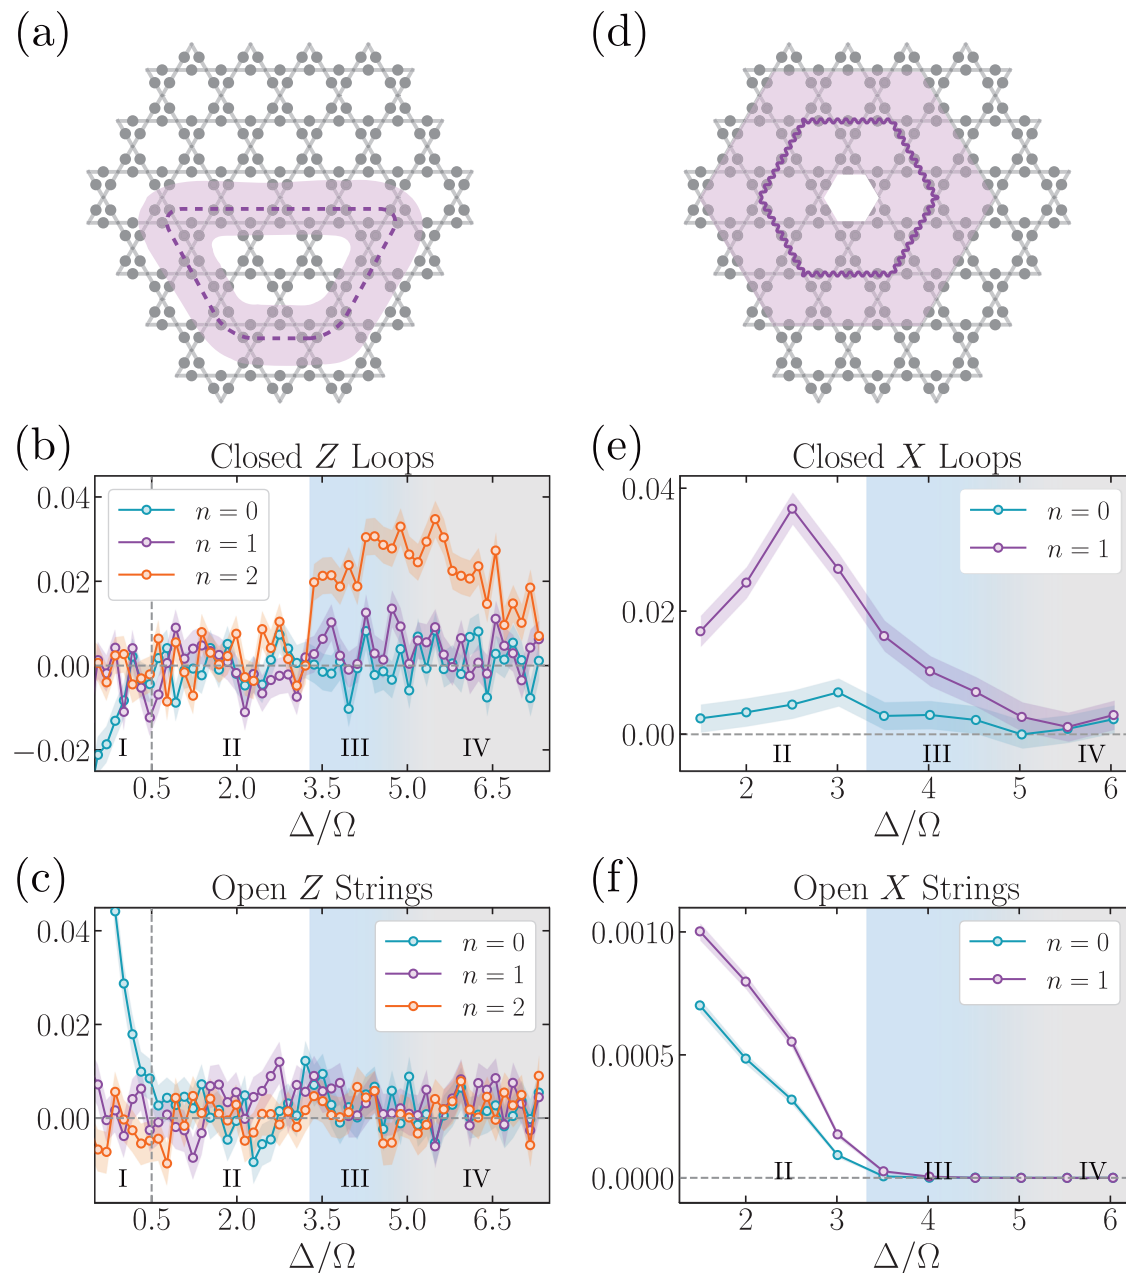 (a)
(d)
(b)
Closed Z Loops
0.04
0.02
0.00
−0.02
n = 0
n = 1
n = 2
I
II
III
IV
0.5
2.0
3.5
5.0
6.5
Δ/Ω
(e)
Closed X Loops
0.04
0.02
0.00
n = 0
n = 1
II
III
IV
2
3
4
5
6
Δ/Ω
(c)
Open Z Strings
0.04
0.02
0.00
n = 0
n = 1
n = 2
I
II
III
IV
0.5
2.0
3.5
5.0
6.5
Δ/Ω
(f)
Open X Strings
0.0010
0.0005
0.0000
n = 0
n = 1
II
III
IV
2
3
4
5
6
Δ/Ω